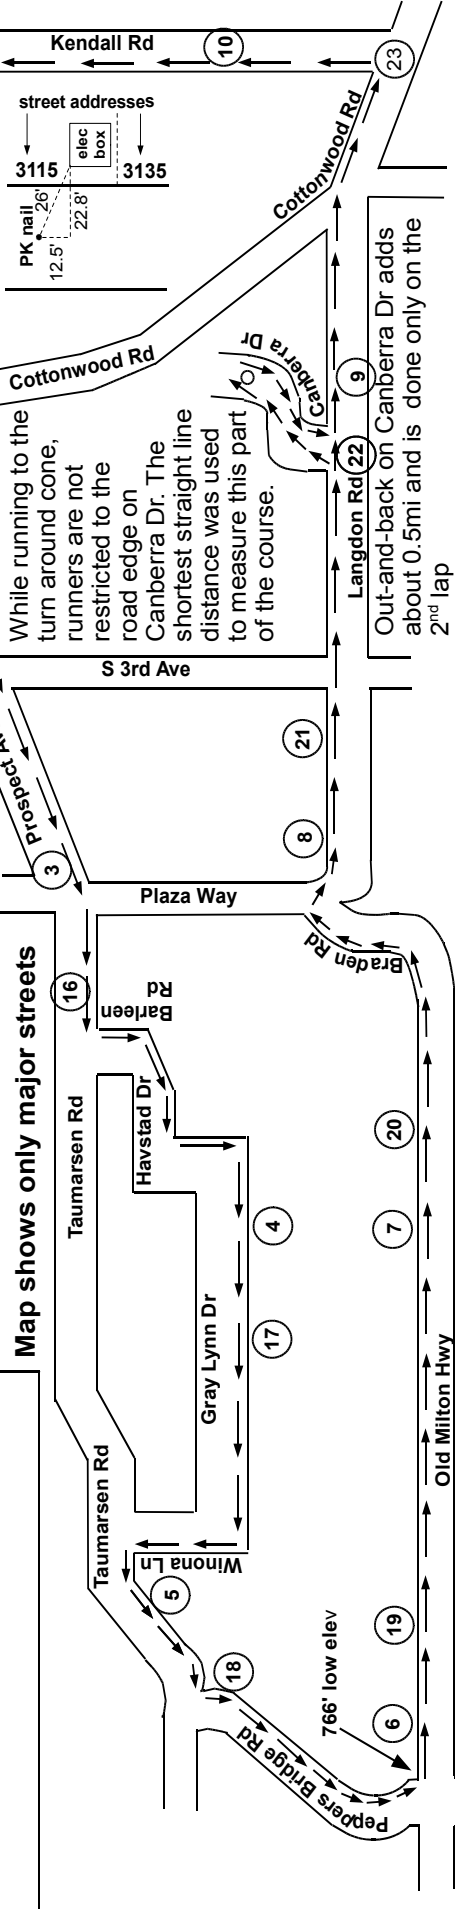 Map shows only major streets
Taumarsen Rd
Taumarsen Rd
Barleen
Rd
Havstad Dr
Gray Lynn Dr
Winona Ln
Peppers Bridge Rd
766' low elev
Old Milton Hwy
Braden Rd
Plaza Way
Prospect
S 3rd Ave
While running to the
turn around cone,
runners are not
restricted to the
road edge on
Canberra Dr. The
shortest straight line
distance was used
to measure this part
of the course.
Canberra Dr
Canberra Dr
Langdon Rd
Out-and-back on Canberra Dr adds
about 0.5mi and is done only on the
2nd lap
Cottonwood Rd
Cottonwood Rd
Kendall Rd
street addresses
3115
3135
elec
box
PK nail
26'
22.8'
12.5'
3
16
4
17
5
18
6
19
7
20
8
21
22
9
23
10